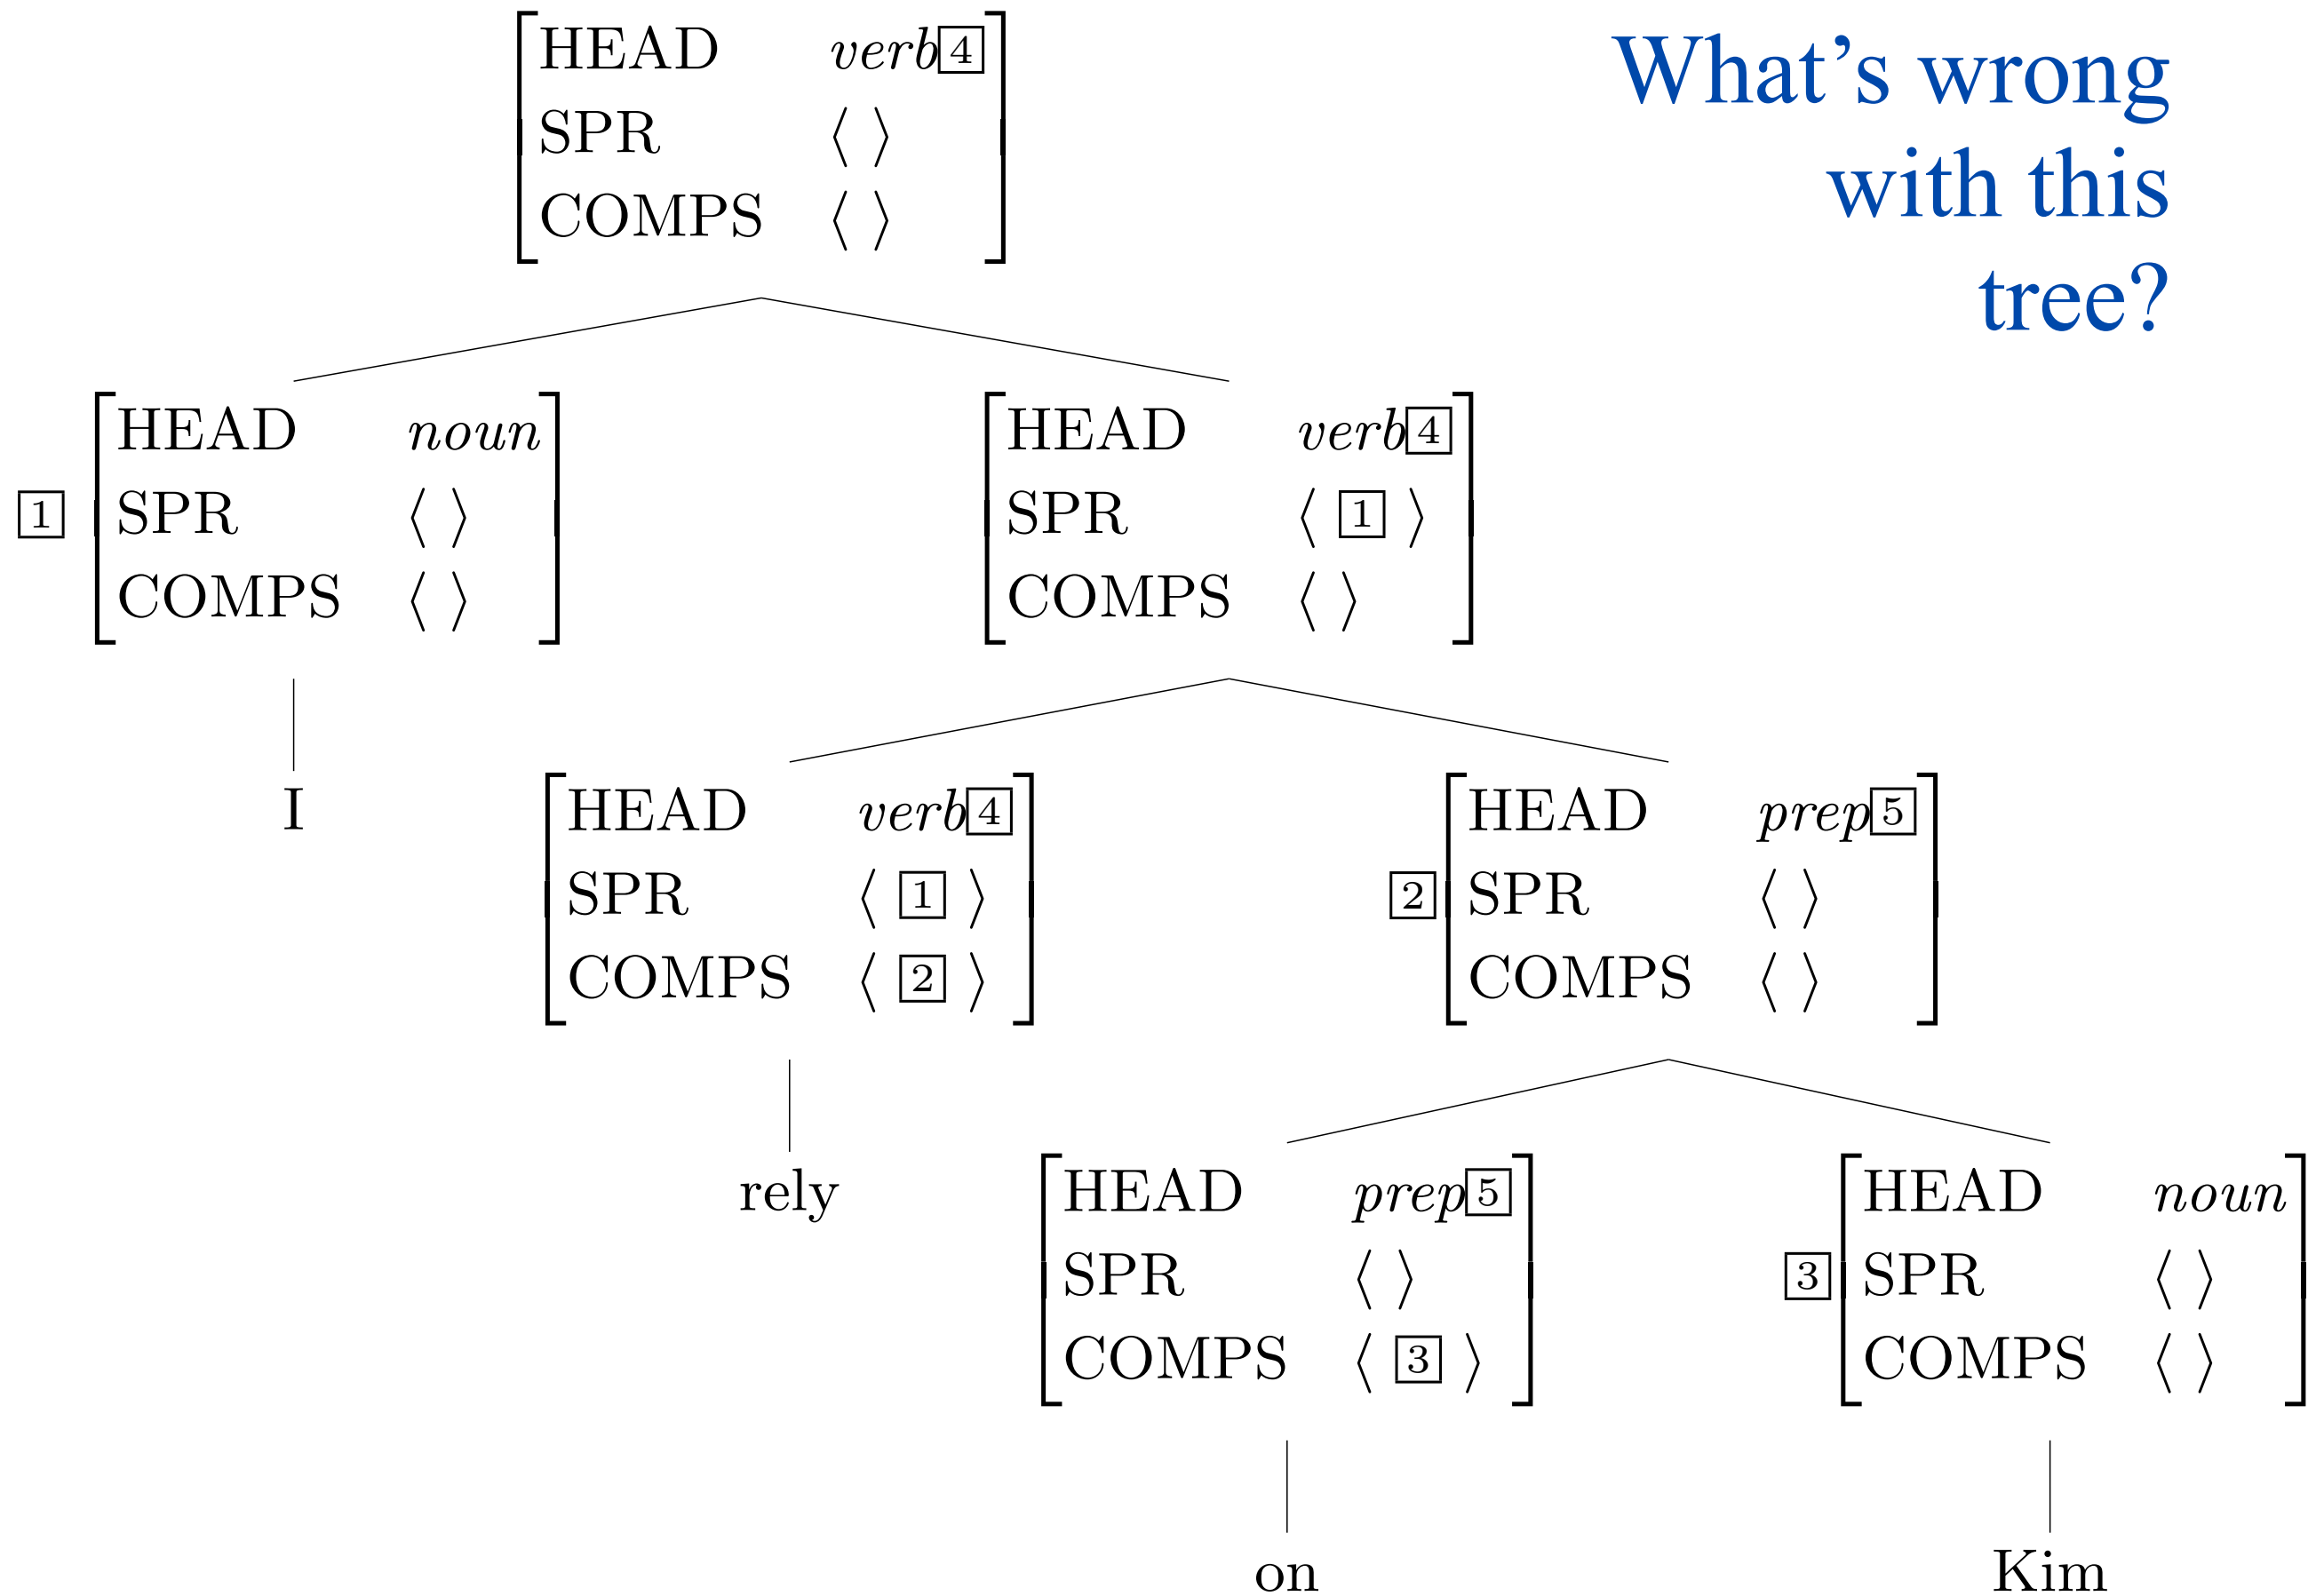 What's wrong
with this
tree?
HEAD verb 4
SPR ⟨ ⟩
COMPS ⟨ ⟩
1
HEAD noun
SPR ⟨ ⟩
COMPS ⟨ ⟩
HEAD verb 4
SPR ⟨ 1 ⟩
COMPS ⟨ ⟩
I
HEAD verb 4
SPR ⟨ 1 ⟩
COMPS ⟨ 2 ⟩
2
HEAD prep 5
SPR ⟨ ⟩
COMPS ⟨ ⟩
rely
HEAD prep 5
SPR ⟨ ⟩
COMPS ⟨ 3 ⟩
3
HEAD noun
SPR ⟨ ⟩
COMPS ⟨ ⟩
on
Kim